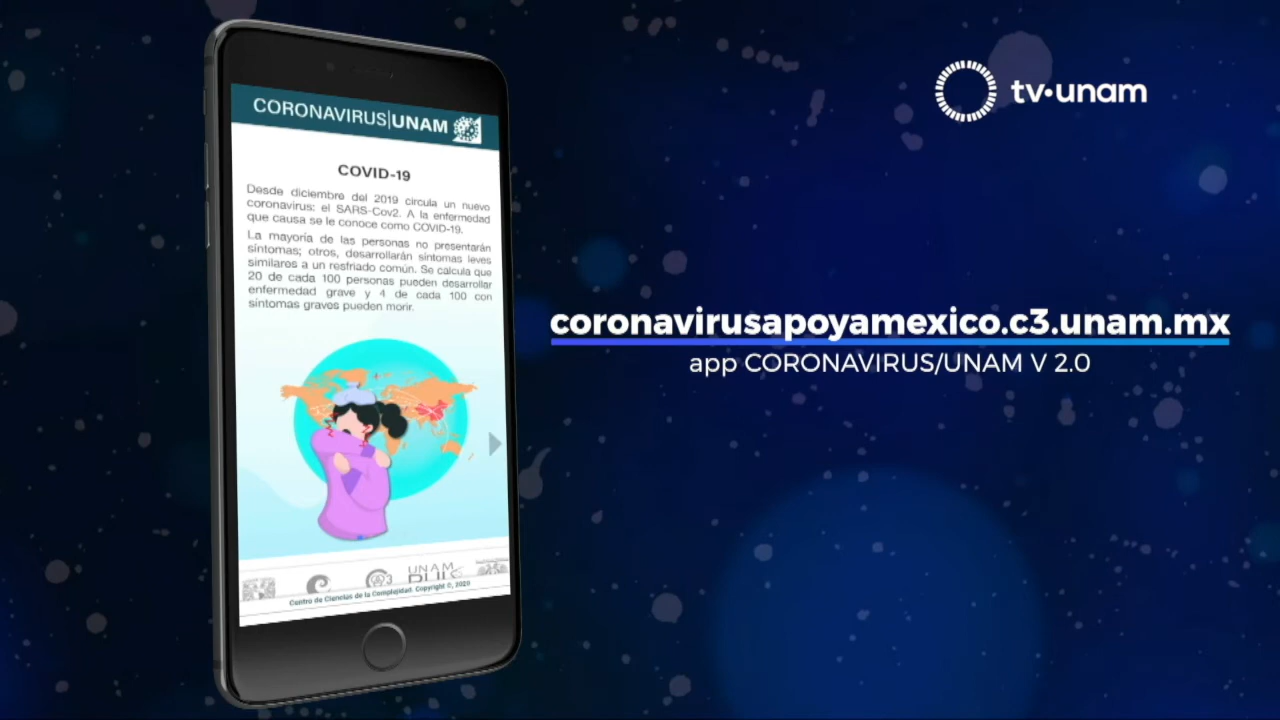 CORONAVIRUS|UNAM
COVID-19
Desde diciembre del 2019 circula un nuevo
coronavirus: el SARS-Cov2. A la enfermedad
que causa se le conoce como COVID-19.
La mayoría de las personas no presentarán
síntomas; otros, desarrollarán síntomas leves
similares a un resfriado común. Se calcula que
20 de cada 100 personas pueden desarrollar
enfermedad grave y 4 de cada 100 con
síntomas graves pueden morir.
UNAM
Centro de Ciencias de la Complejidad. Copyright ©, 2020
tv·unam
coronavirusapoyamexico.c3.unam.mx
app CORONAVIRUS/UNAM V 2.0